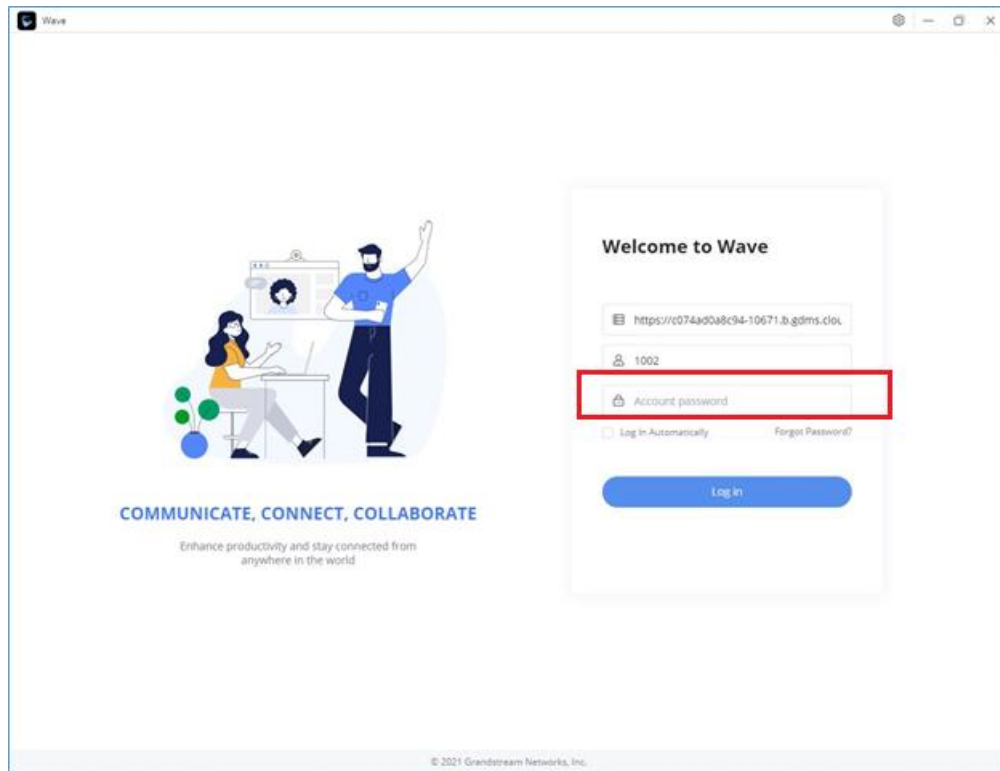 Wave
Welcome to Wave
https://c074ad0a8c94-10671.b.gdms.clou
1002
Account password
Log In Automatically
Forgot Password?
Log in
COMMUNICATE, CONNECT, COLLABORATE
Enhance productivity and stay connected from
anywhere in the world
© 2021 Grandstream Networks, Inc.